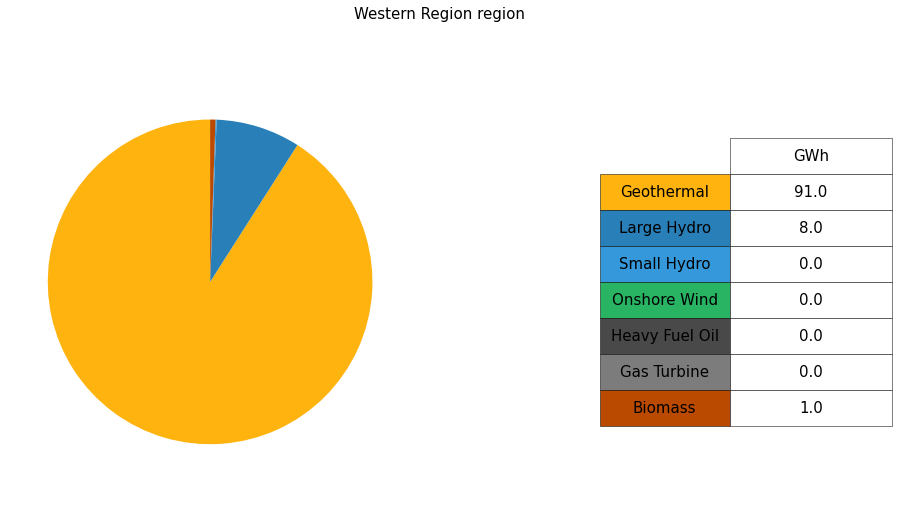 Western Region region
GWh
Geothermal 91.0
Large Hydro 8.0
Small Hydro 0.0
Onshore Wind 0.0
Heavy Fuel Oil 0.0
Gas Turbine 0.0
Biomass 1.0